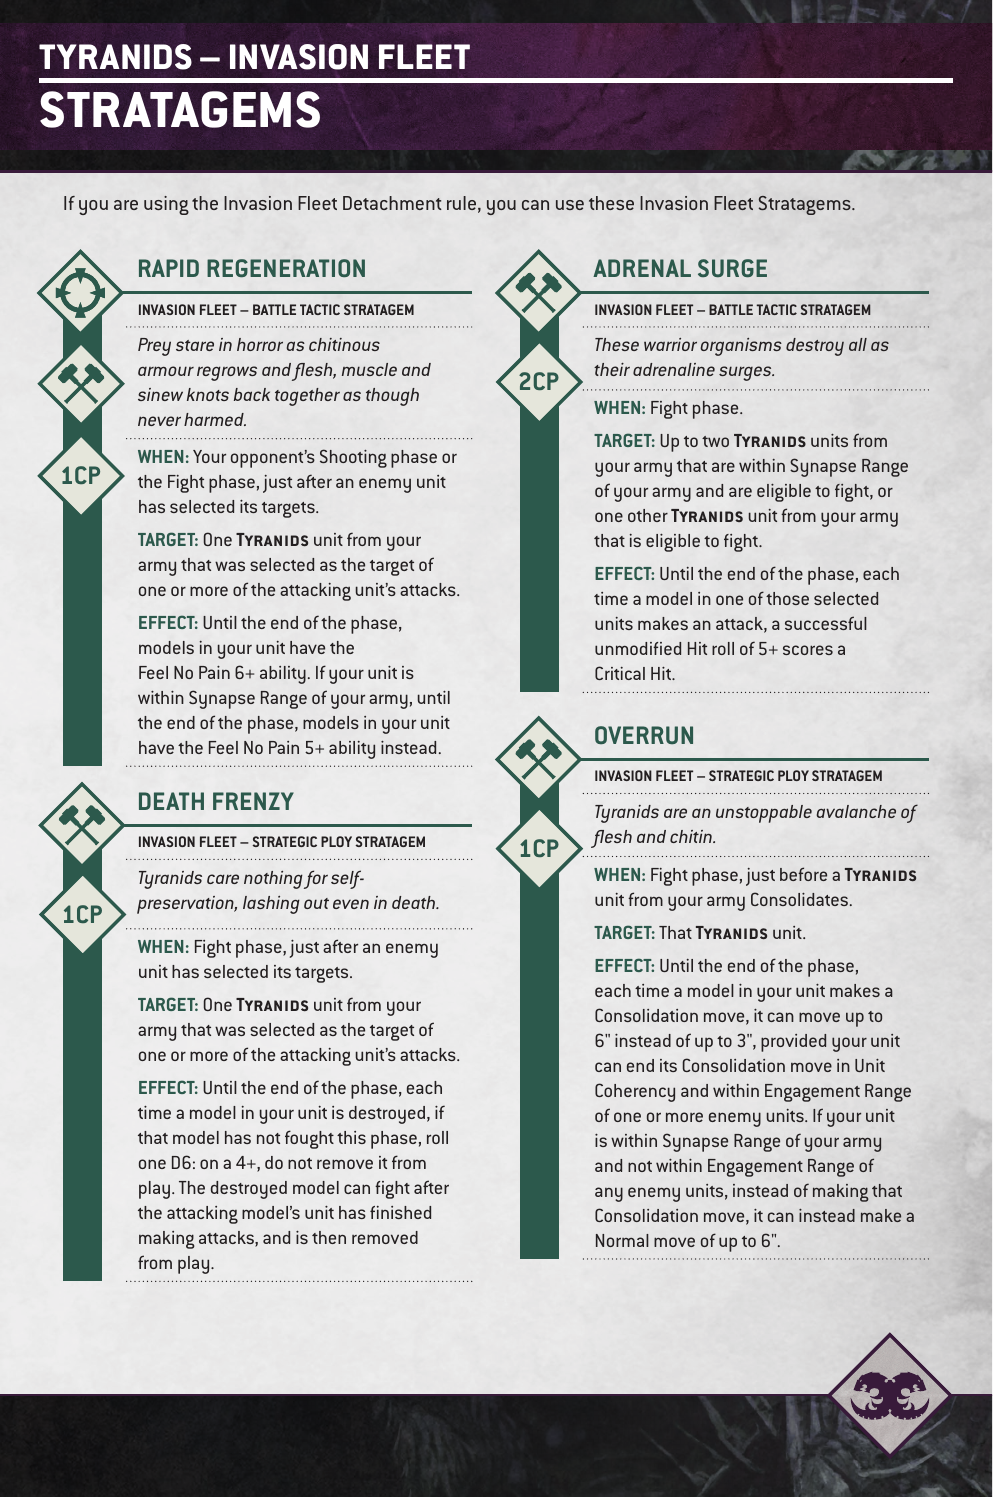 TYRANIDS – INVASION FLEET
STRATAGEMS
If you are using the Invasion Fleet Detachment rule, you can use these Invasion Fleet Stratagems.
RAPID REGENERATION
INVASION FLEET – BATTLE TACTIC STRATAGEM
Prey stare in horror as chitinous
armour regrows and flesh, muscle and
sinew knots back together as though
never harmed.
1CP
WHEN: Your opponent's Shooting phase or
the Fight phase, just after an enemy unit
has selected its targets.
TARGET: One TYRANIDS unit from your
army that was selected as the target of
one or more of the attacking unit's attacks.
EFFECT: Until the end of the phase,
models in your unit have the
Feel No Pain 6+ ability. If your unit is
within Synapse Range of your army, until
the end of the phase, models in your unit
have the Feel No Pain 5+ ability instead.
DEATH FRENZY
INVASION FLEET – STRATEGIC PLOY STRATAGEM
Tyranids care nothing for self-
preservation, lashing out even in death.
1CP
WHEN: Fight phase, just after an enemy
unit has selected its targets.
TARGET: One TYRANIDS unit from your
army that was selected as the target of
one or more of the attacking unit's attacks.
EFFECT: Until the end of the phase, each
time a model in your unit is destroyed, if
that model has not fought this phase, roll
one D6: on a 4+, do not remove it from
play. The destroyed model can fight after
the attacking model's unit has finished
making attacks, and is then removed
from play.
ADRENAL SURGE
INVASION FLEET – BATTLE TACTIC STRATAGEM
These warrior organisms destroy all as
their adrenaline surges.
2CP
WHEN: Fight phase.
TARGET: Up to two TYRANIDS units from
your army that are within Synapse Range
of your army and are eligible to fight, or
one other TYRANIDS unit from your army
that is eligible to fight.
EFFECT: Until the end of the phase, each
time a model in one of those selected
units makes an attack, a successful
unmodified Hit roll of 5+ scores a
Critical Hit.
OVERRUN
INVASION FLEET – STRATEGIC PLOY STRATAGEM
Tyranids are an unstoppable avalanche of
flesh and chitin.
1CP
WHEN: Fight phase, just before a TYRANIDS
unit from your army Consolidates.
TARGET: That TYRANIDS unit.
EFFECT: Until the end of the phase,
each time a model in your unit makes a
Consolidation move, it can move up to
6" instead of up to 3", provided your unit
can end its Consolidation move in Unit
Coherency and within Engagement Range
of one or more enemy units. If your unit
is within Synapse Range of your army
and not within Engagement Range of
any enemy units, instead of making that
Consolidation move, it can instead make a
Normal move of up to 6".